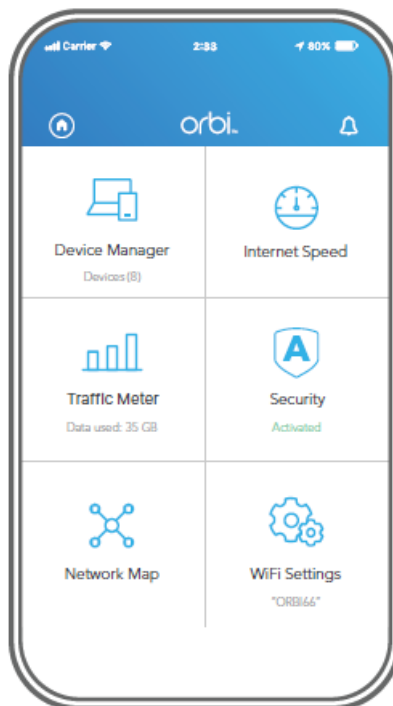 Carrier 2:33 80%
orbi™
Device Manager
Devices (8)
Internet Speed
Traffic Meter
Data used: 35 GB
A
Security
Activated
Network Map
WiFi Settings
"ORBI66"